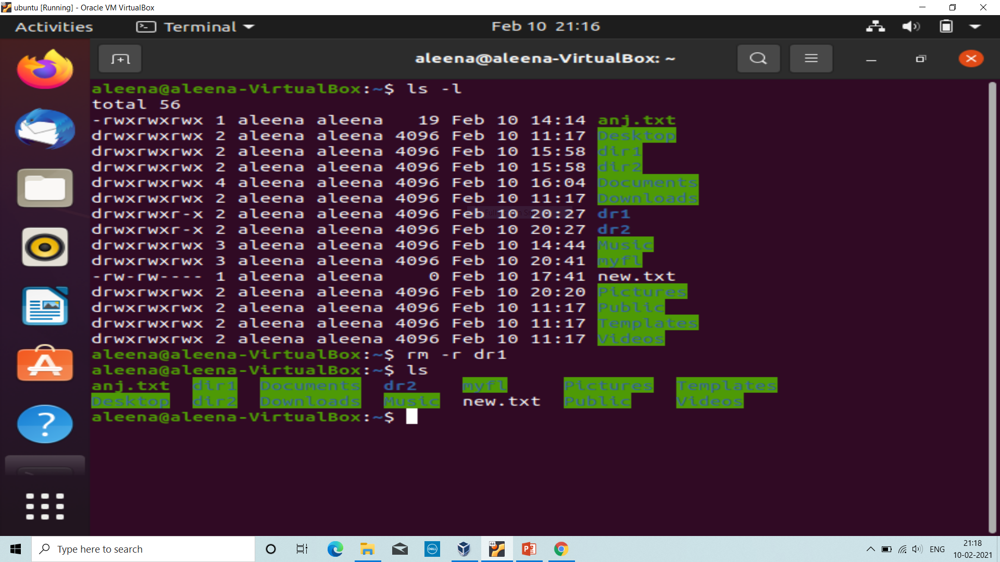 ubuntu [Running] - Oracle VM VirtualBox
Activities Terminal Feb 10 21:16
aleena@aleena-VirtualBox: ~
aleena@aleena-VirtualBox:~$ ls -l
total 56
-rwxrwxrwx 1 aleena aleena 19 Feb 10 14:14 anj.txt
drwxrwxrwx 2 aleena aleena 4096 Feb 10 11:17 Desktop
drwxrwxrwx 2 aleena aleena 4096 Feb 10 15:58 dir1
drwxrwxrwx 2 aleena aleena 4096 Feb 10 15:58 dir2
drwxrwxrwx 4 aleena aleena 4096 Feb 10 16:04 Documents
drwxrwxrwx 2 aleena aleena 4096 Feb 10 11:17 Downloads
drwxrwxr-x 2 aleena aleena 4096 Feb 10 20:27 dr1
drwxrwxr-x 2 aleena aleena 4096 Feb 10 20:27 dr2
drwxrwxrwx 3 aleena aleena 4096 Feb 10 14:44 Music
drwxrwxrwx 3 aleena aleena 4096 Feb 10 20:41 myfl
-rw-rw---- 1 aleena aleena 0 Feb 10 17:41 new.txt
drwxrwxrwx 2 aleena aleena 4096 Feb 10 20:20 Pictures
drwxrwxrwx 2 aleena aleena 4096 Feb 10 11:17 Public
drwxrwxrwx 2 aleena aleena 4096 Feb 10 11:17 Templates
drwxrwxrwx 2 aleena aleena 4096 Feb 10 11:17 Videos
aleena@aleena-VirtualBox:~$ rm -r dr1
aleena@aleena-VirtualBox:~$ ls
anj.txt dir1 Documents dr2 myfl Pictures Templates
Desktop dir2 Downloads Music new.txt Public Videos
aleena@aleena-VirtualBox:~$
Type here to search
DELL
64
ENG
21:18
10-02-2021